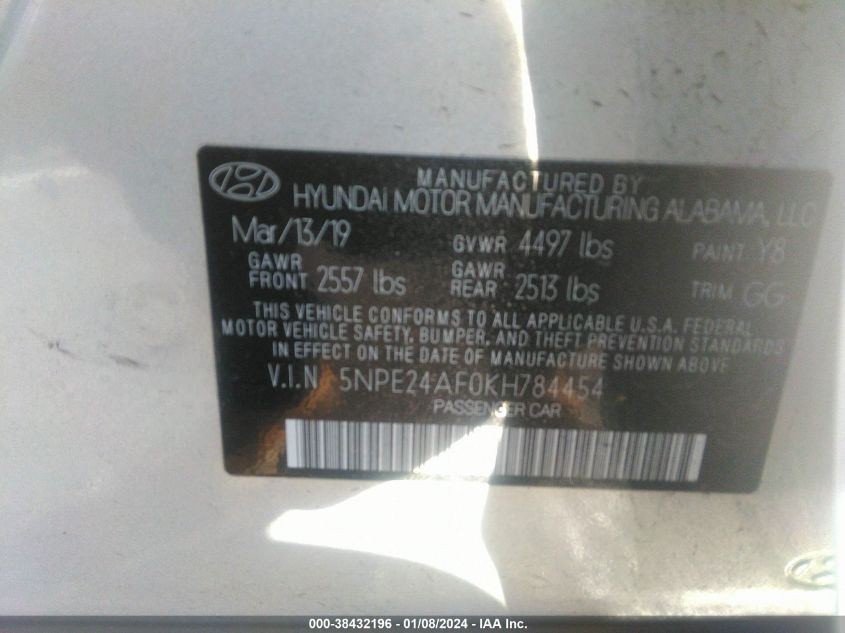 MANUFACTURED BY
HYUNDAI MOTOR MANUFACTURING ALABAMA, LLC
Mar/13/19 GVWR 4497 lbs PAINT Y8
GAWR FRONT 2557 lbs GAWR REAR 2513 lbs TRIM GG
THIS VEHICLE CONFORMS TO ALL APPLICABLE U.S.A. FEDERAL
MOTOR VEHICLE SAFETY, BUMPER, AND THEFT PREVENTION STANDARDS
IN EFFECT ON THE DATE OF MANUFACTURE SHOWN ABOVE
V.I.N 5NPE24AF0KH784454
PASSENGER CAR
000-38432196 - 01/08/2024 - IAA Inc.